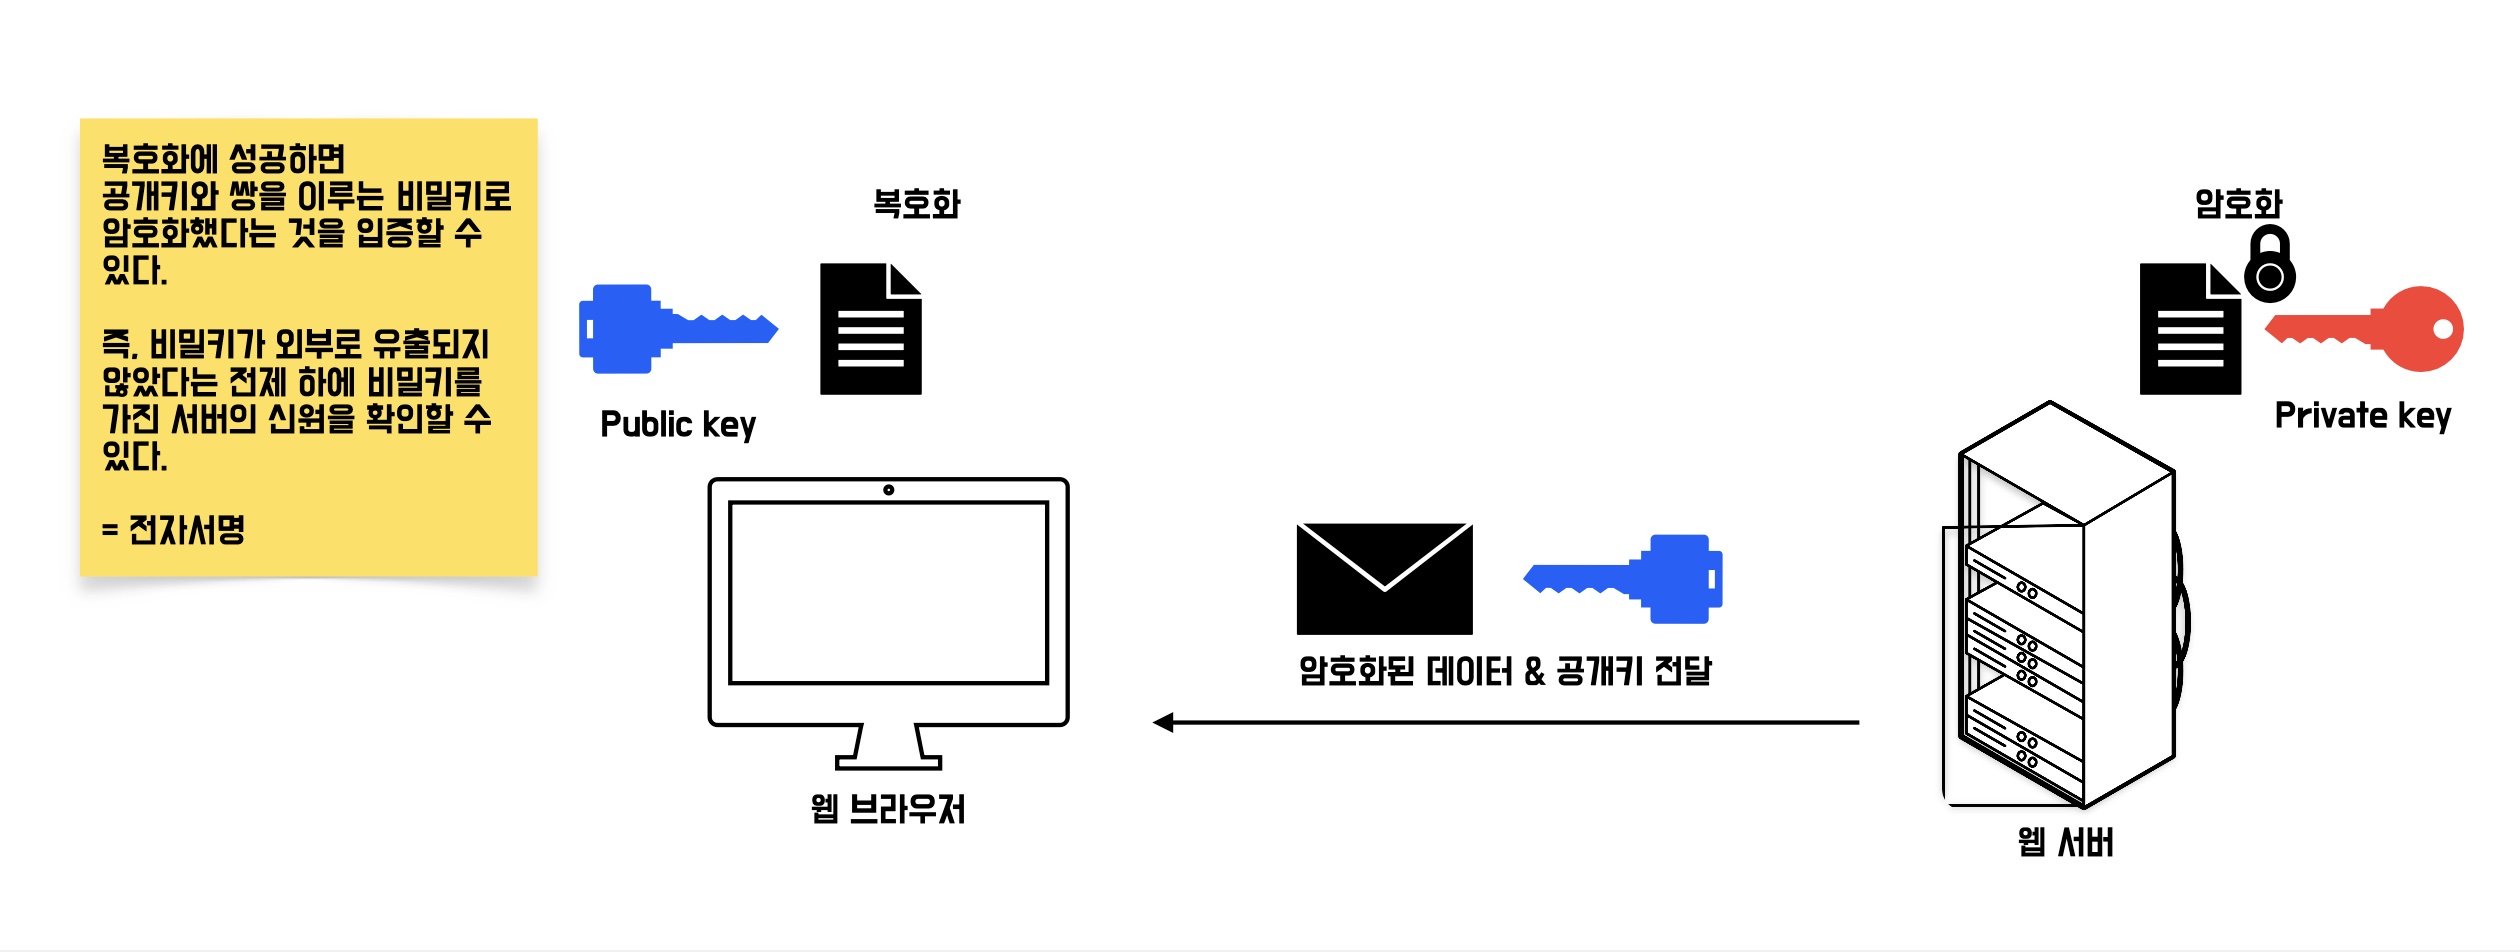 복호화에 성공하면
공개키와 쌍을 이루는 비밀키로
암호화했다는 것을 입증할 수
있다.
즉, 비밀키가 외부로 유출되지
않았다는 전제 하에 비밀키를
가진 서버의 신원을 확인할 수
있다.
= 전자서명
복호화
Public key
웹 브라우저
암호화된 데이터 & 공개키 전달
암호화
Private key
웹 서버